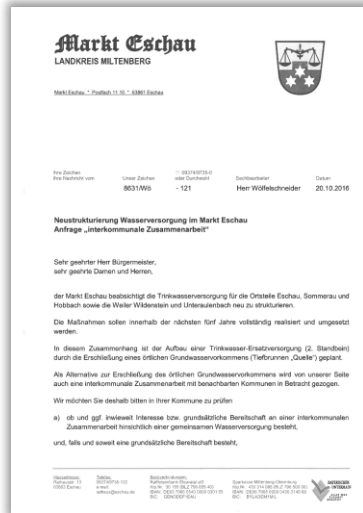 Markt Eschau
LANDKREIS MILTENBERG
Markt Eschau, * Postfach 11 10, * 63861 Eschau
Ihre Zeichen
Ihre Nachricht vom
Unser Zeichen
oder Durchwahl
Sachbearbeiter
Datum
8631/Wö
- 121
Herr Wölfelschneider
20.10.2016
Neustrukturierung Wasserversorgung im Markt Eschau
Anfrage „interkommunale Zusammenarbeit“
Sehr geehrter Herr Bürgermeister,
sehr geehrte Damen und Herren,
der Markt Eschau beabsichtigt die Trinkwasserversorgung für die Ortsteile Eschau, Sommerau und
Hobbach sowie die Weiler Wildenstein und Unteraulenbach neu zu strukturieren.
Die Maßnahmen sollen innerhalb der nächsten fünf Jahre vollständig realisiert und umgesetzt
werden.
In diesem Zusammenhang ist der Aufbau einer Trinkwasser-Ersatzversorgung (2. Standbein)
durch die Erschließung eines örtlichen Grundwasservorkommens (Tiefbrunnen „Quelle“) geplant.
Als Alternative zur Erschließung des örtlichen Grundwasservorkommens wird von unserer Seite
auch eine interkommunale Zusammenarbeit mit benachbarten Kommunen in Betracht gezogen.
Wir möchten Sie deshalb bitten in Ihrer Kommune zu prüfen
a) ob und ggf. inwieweit Interesse bzw. grundsätzliche Bereitschaft an einer interkommunalen
Zusammenarbeit hinsichtlich einer gemeinsamen Wasserversorgung besteht,
und, falls und soweit eine grundsätzliche Bereitschaft besteht,